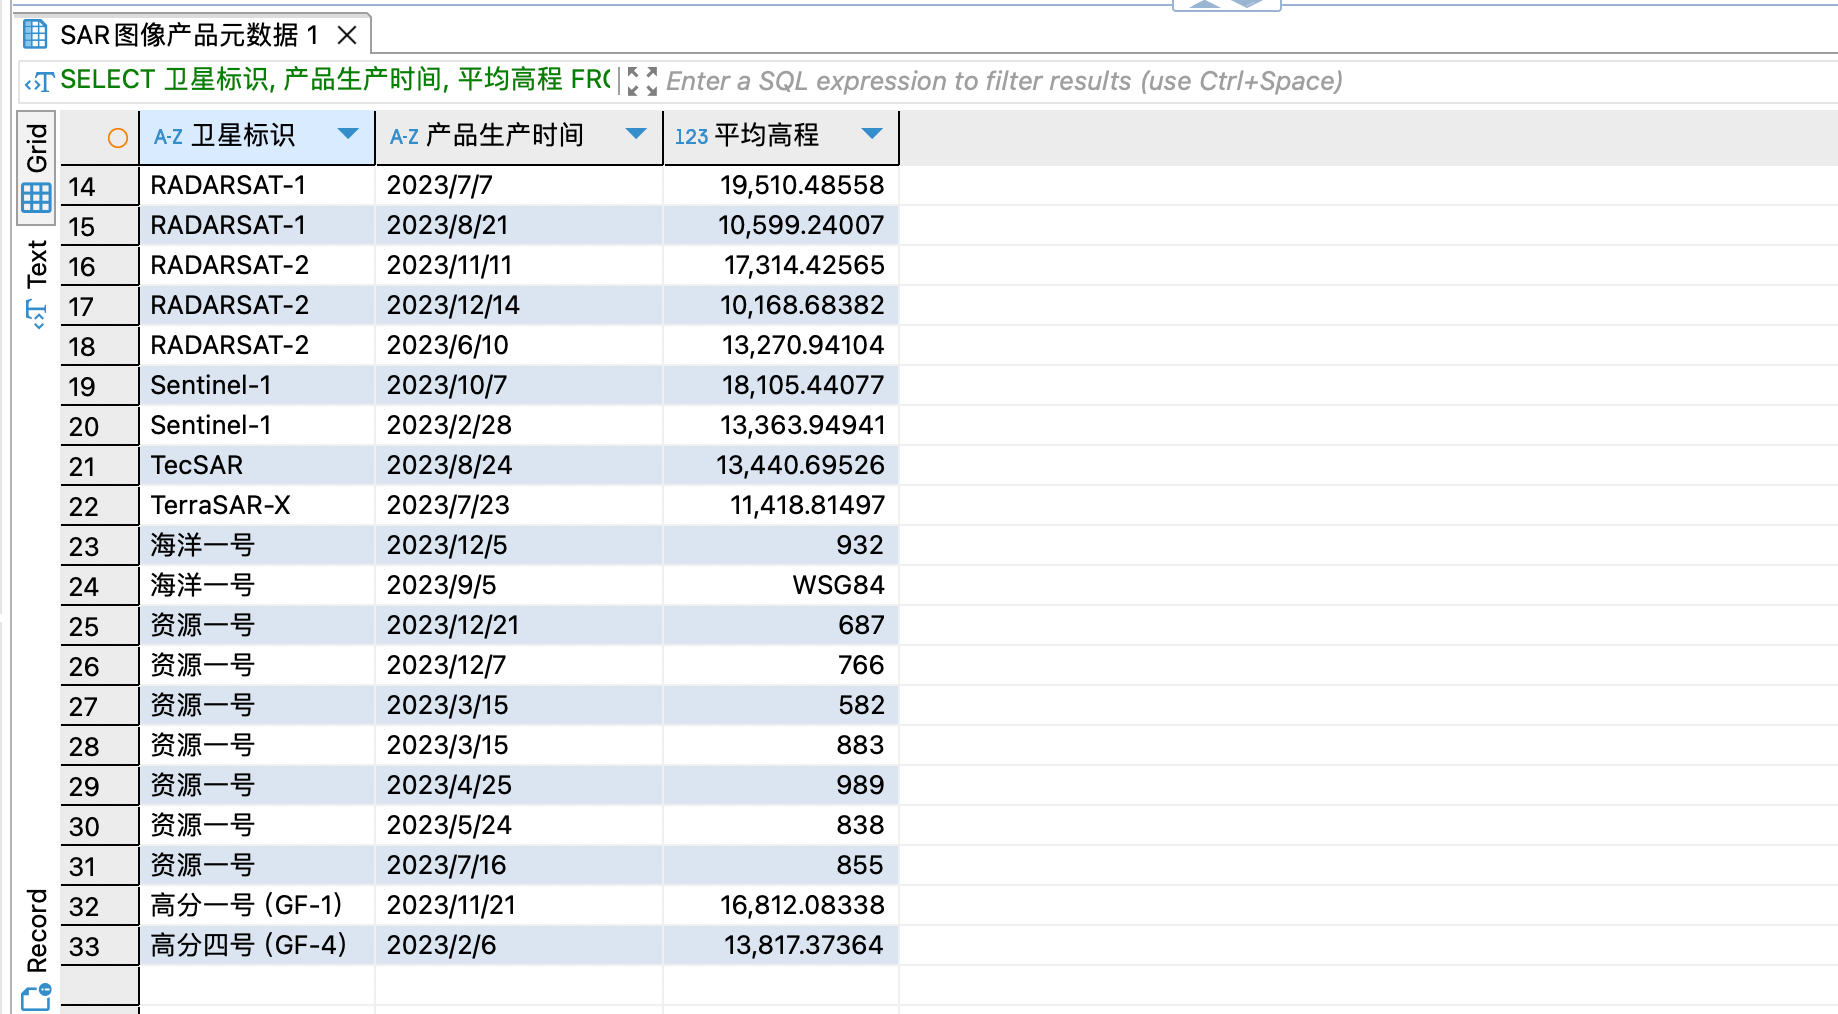 SAR图像产品元数据 1
SELECT 卫星标识, 产品生产时间, 平均高程 FRO Enter a SQL expression to filter results (use Ctrl+Space)
Grid
Text
Record
A-Z 卫星标识 A-Z 产品生产时间 123 平均高程
14 RADARSAT-1 2023/7/7 19,510.48558
15 RADARSAT-1 2023/8/21 10,599.24007
16 RADARSAT-2 2023/11/11 17,314.42565
17 RADARSAT-2 2023/12/14 10,168.68382
18 RADARSAT-2 2023/6/10 13,270.94104
19 Sentinel-1 2023/10/7 18,105.44077
20 Sentinel-1 2023/2/28 13,363.94941
21 TecSAR 2023/8/24 13,440.69526
22 TerraSAR-X 2023/7/23 11,418.81497
23 海洋一号 2023/12/5 932
24 海洋一号 2023/9/5 WSG84
25 资源一号 2023/12/21 687
26 资源一号 2023/12/7 766
27 资源一号 2023/3/15 582
28 资源一号 2023/3/15 883
29 资源一号 2023/4/25 989
30 资源一号 2023/5/24 838
31 资源一号 2023/7/16 855
32 高分一号（GF-1） 2023/11/21 16,812.08338
33 高分四号（GF-4） 2023/2/6 13,817.37364